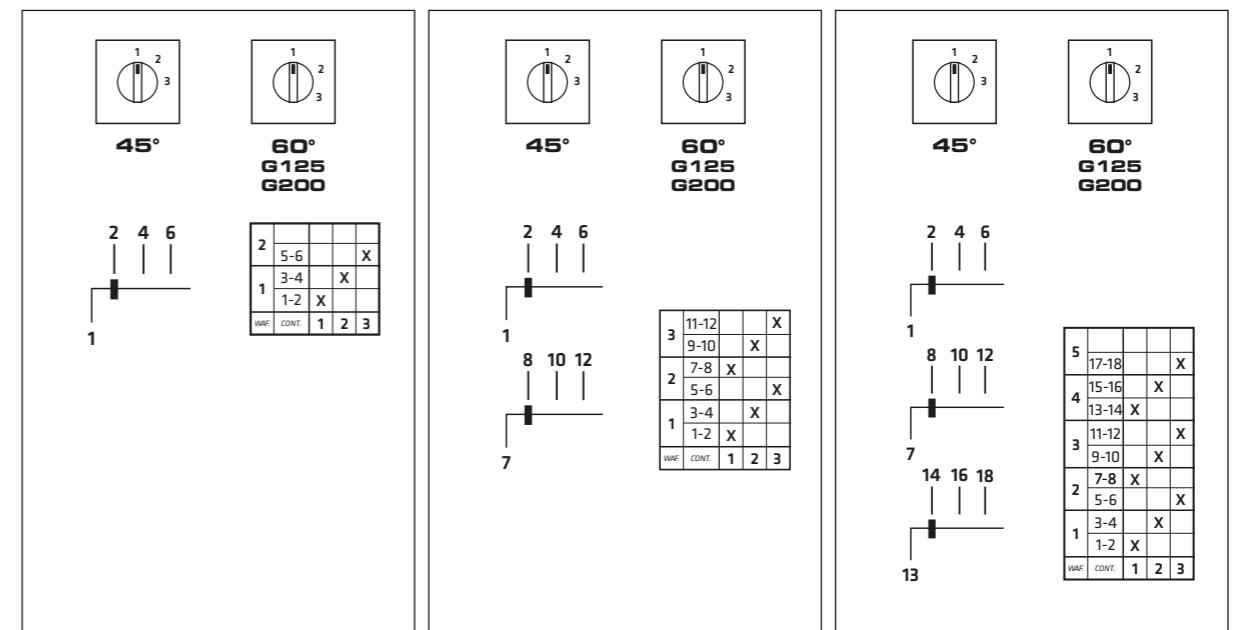 1
2
3
45°
1
2
3
60°
G125
G200
2 4 6
1
2
5-6 X
1 3-4 X
1-2 X
WAF. CONT. 1 2 3
1
2
3
45°
1
2
3
60°
G125
G200
2 4 6
1
8 10 12
7
3 11-12 X
9-10 X
2 7-8 X
5-6 X
1 3-4 X
1-2 X
WAF. CONT. 1 2 3
1
2
3
45°
1
2
3
60°
G125
G200
2 4 6
1
8 10 12
7
14 16 18
13
5
17-18 X
4 15-16 X
13-14 X
3 11-12 X
9-10 X
2 7-8 X
5-6 X
1 3-4 X
1-2 X
WAF. CONT. 1 2 3